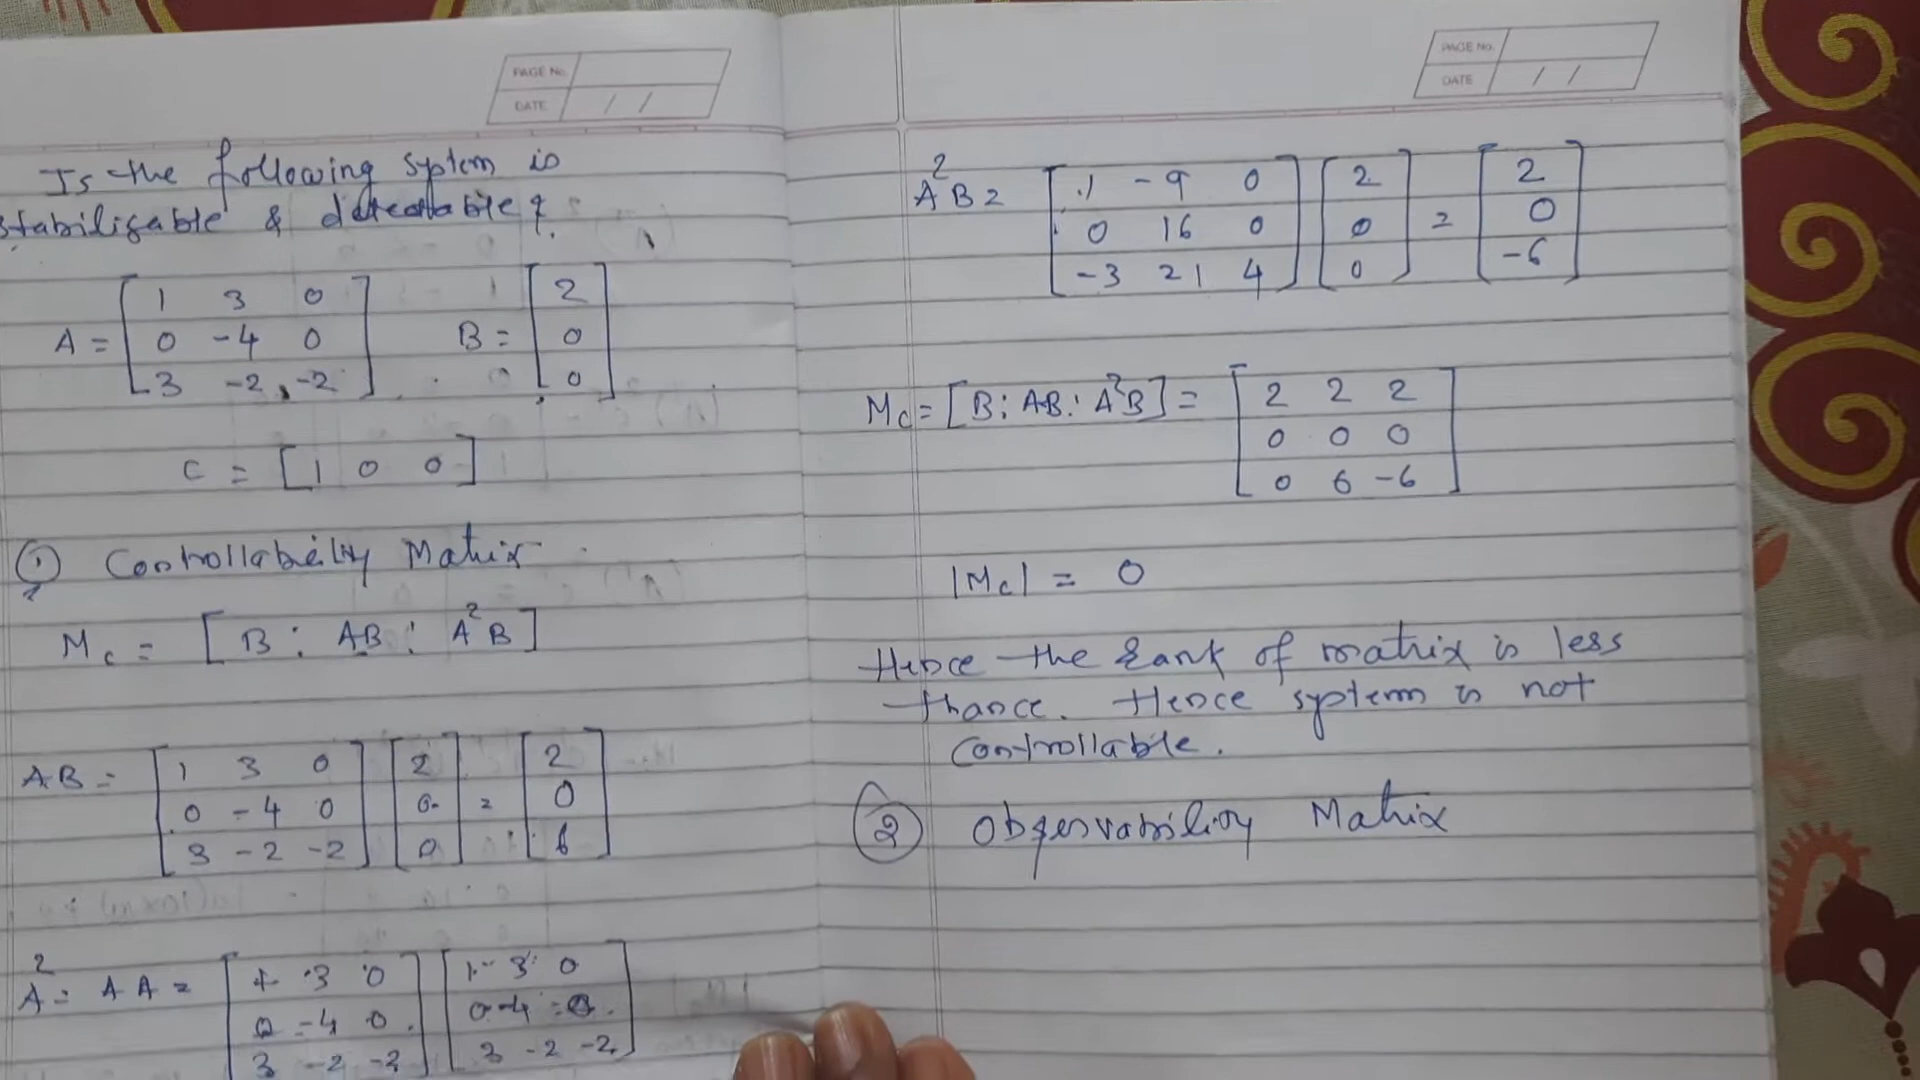 PAGE No.
DATE / /
Is the following system is
stabilizable & detectable?
A = [ 1 3 0
0 -4 0
3 -2 -2 ]
B = [ 2
0
0 ]
C = [ 1 0 0 ]
① Controllability Matrix
Mc = [ B : AB : A²B ]
AB = [ 1 3 0
0 -4 0
3 -2 -2 ] [ 2
0
0 ] = [ 2
0
6 ]
A² = AA = [ 1 3 0
0 -4 0
3 -2 -2 ] [ 1 3 0
0 -4 0
3 -2 -2 ]
PAGE No.
DATE / /
A²B = [ 1 -9 0
0 16 0
-3 21 4 ] [ 2
0
0 ] = [ 2
0
-6 ]
Mc = [B : AB : A²B] = [ 2 2 2
0 0 0
0 6 -6 ]
|Mc| = 0
Hence the rank of matrix is less
thance. Hence system is not
controllable.
② Observability Matrix